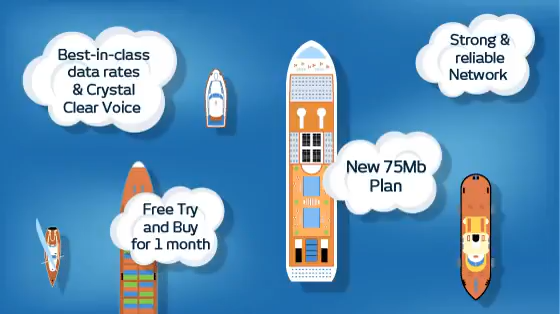 Best-in-class
data rates
& Crystal
Clear Voice
Strong &
reliable
Network
New 75Mb
Plan
Free Try
and Buy
for 1 month